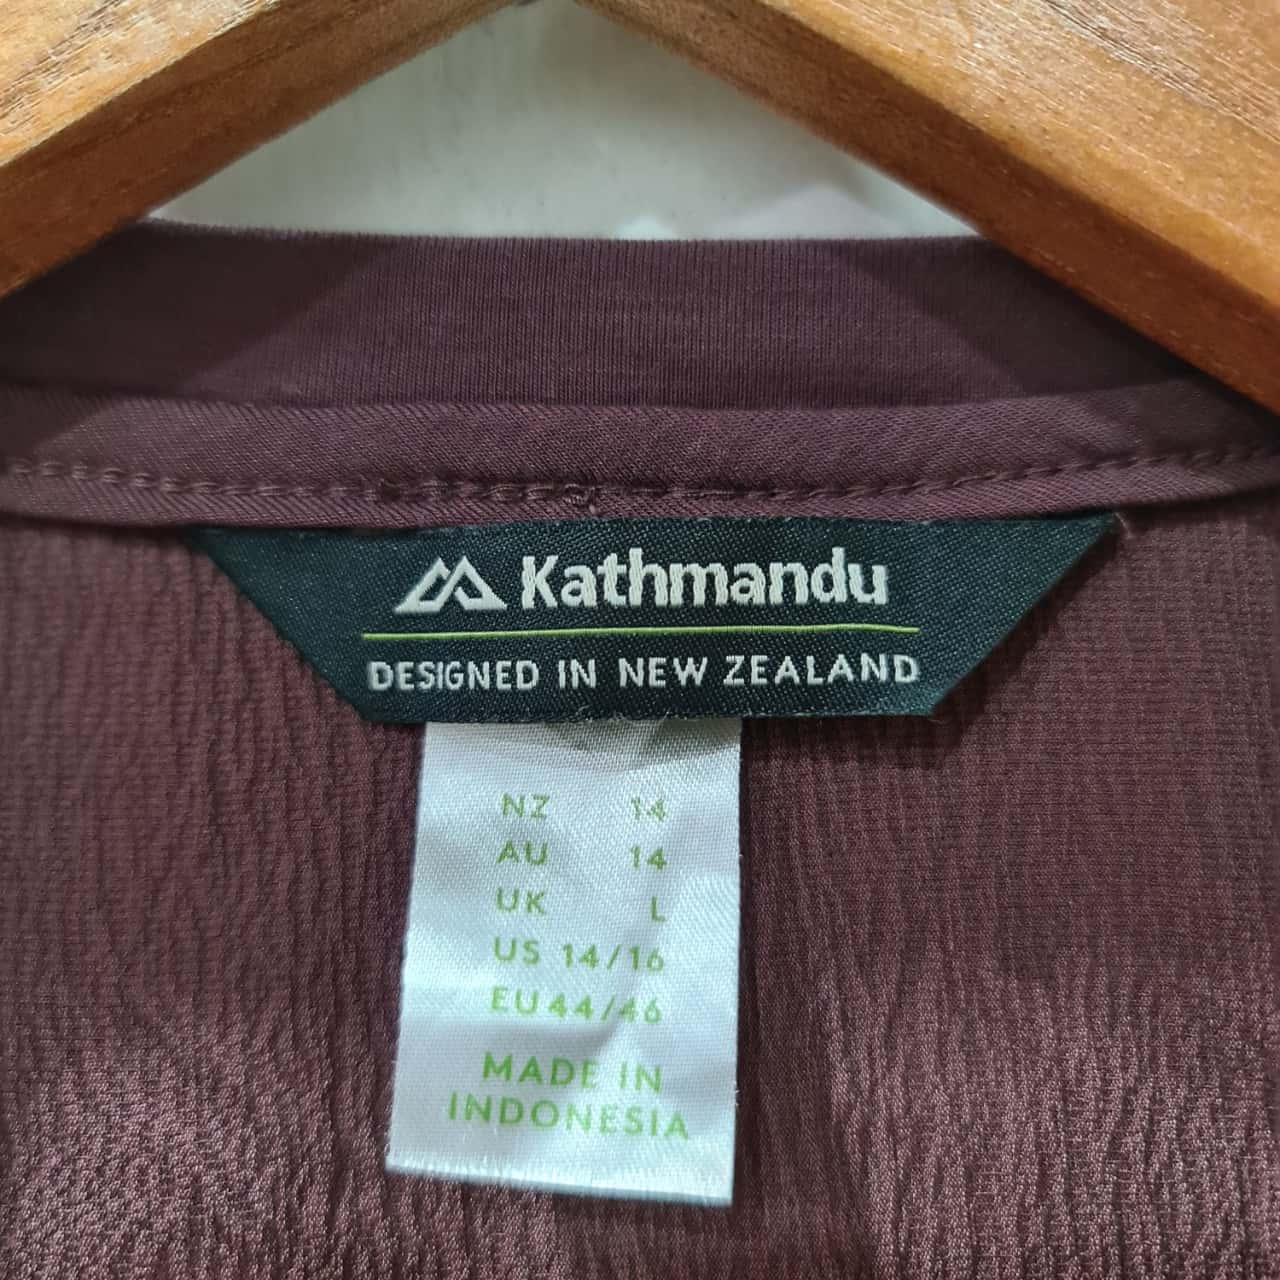 Kathmandu
DESIGNED IN NEW ZEALAND
NZ 14
AU 14
UK L
US 14/16
EU 44/46
MADE IN
INDONESIA